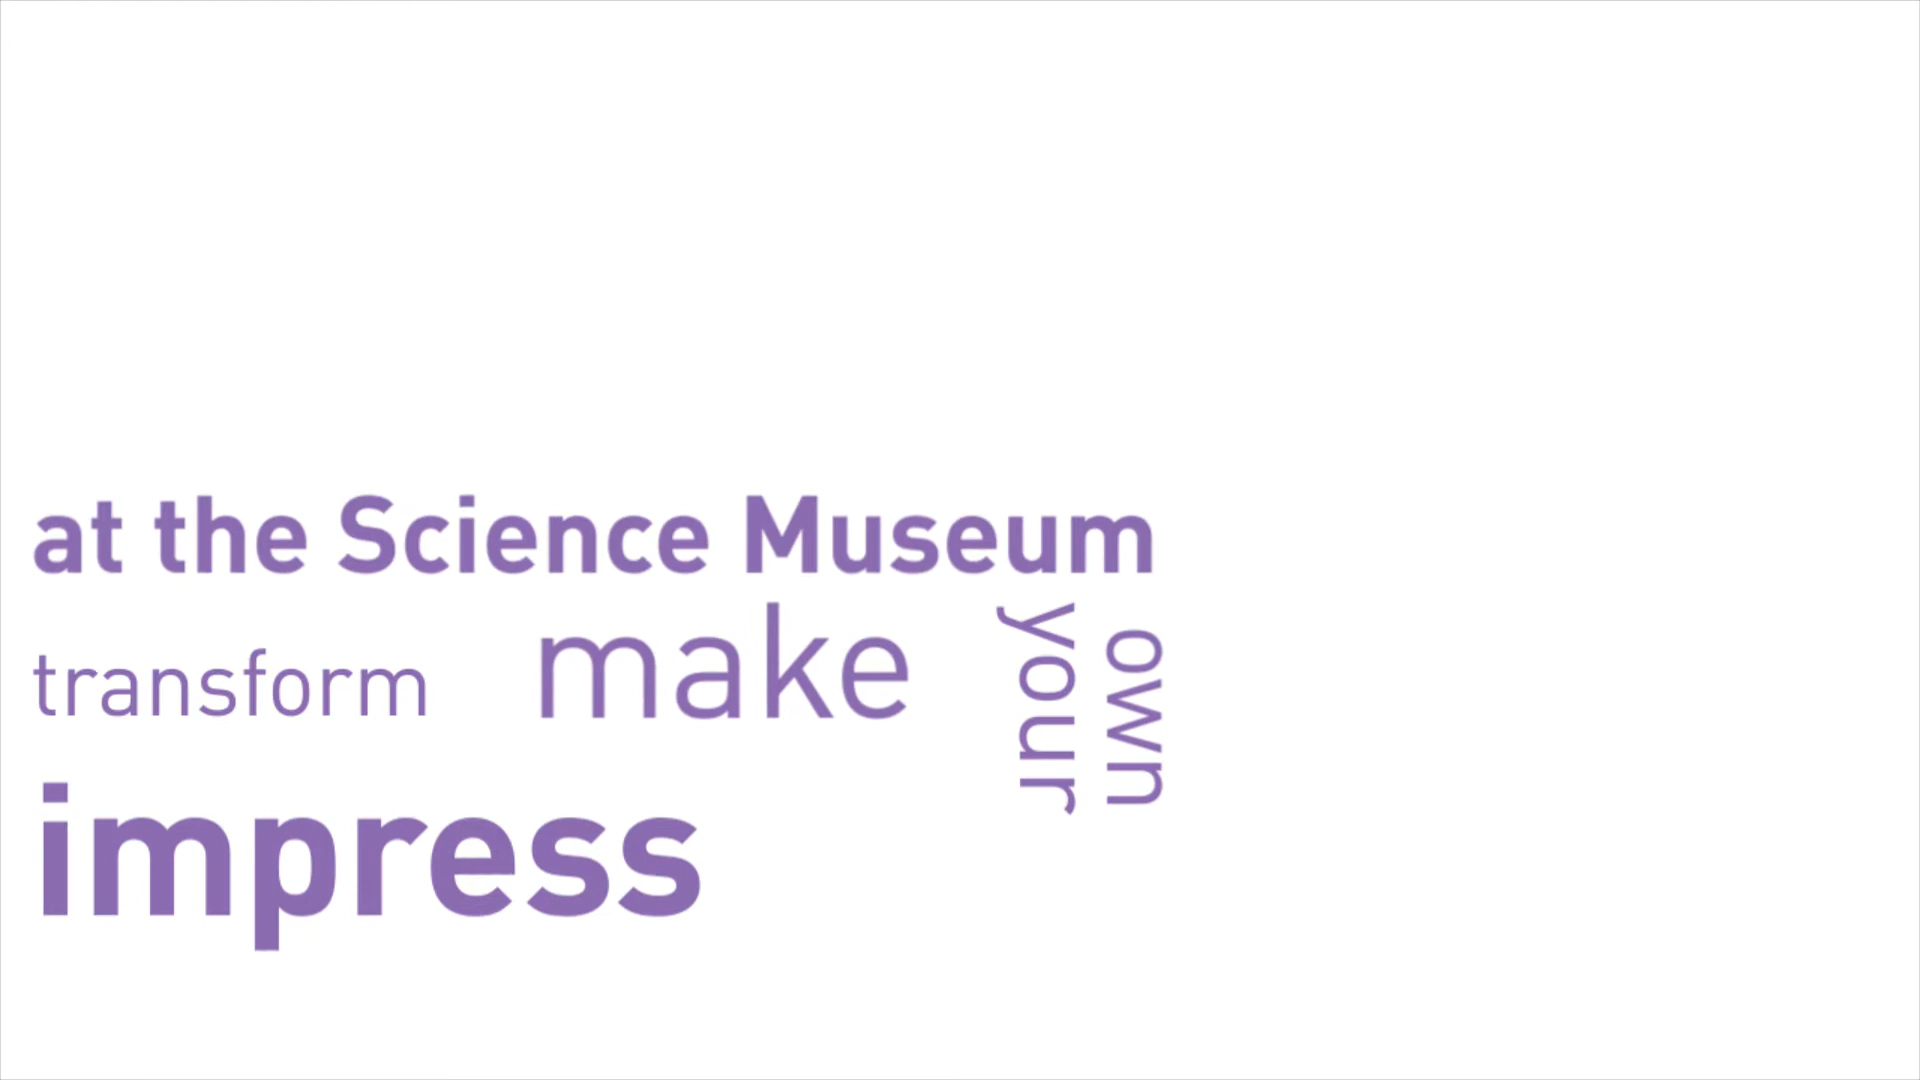 at the Science Museum
transform
make
your
own
impress